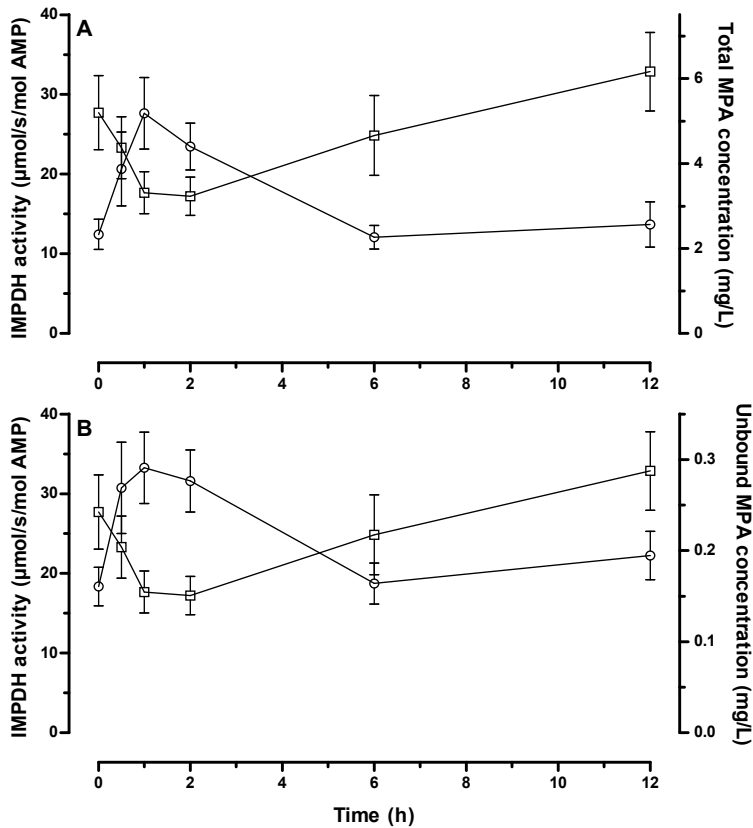 A
IMPDH activity (µmol/s/mol AMP)
40
30
20
10
0
Total MPA concentration (mg/L)
6
4
2
0
0 2 4 6 8 10 12
B
IMPDH activity (µmol/s/mol AMP)
40
30
20
10
0
Unbound MPA concentration (mg/L)
0.3
0.2
0.1
0.0
0 2 4 6 8 10 12
Time (h)